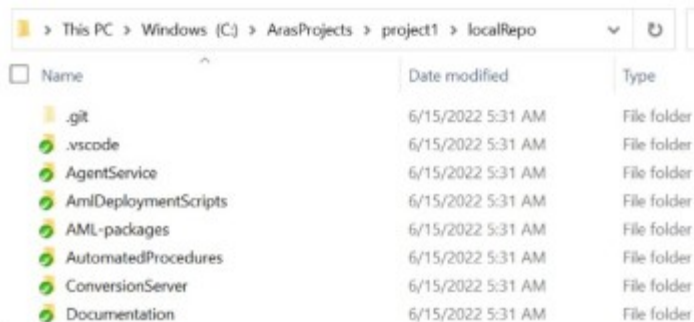 > This PC > Windows (C:) > ArasProjects > project1 > localRepo
Name Date modified Type
.git 6/15/2022 5:31 AM File folder
.vscode 6/15/2022 5:31 AM File folder
AgentService 6/15/2022 5:31 AM File folder
AmlDeploymentScripts 6/15/2022 5:31 AM File folder
AML-packages 6/15/2022 5:31 AM File folder
AutomatedProcedures 6/15/2022 5:31 AM File folder
ConversionServer 6/15/2022 5:31 AM File folder
Documentation 6/15/2022 5:31 AM File folder